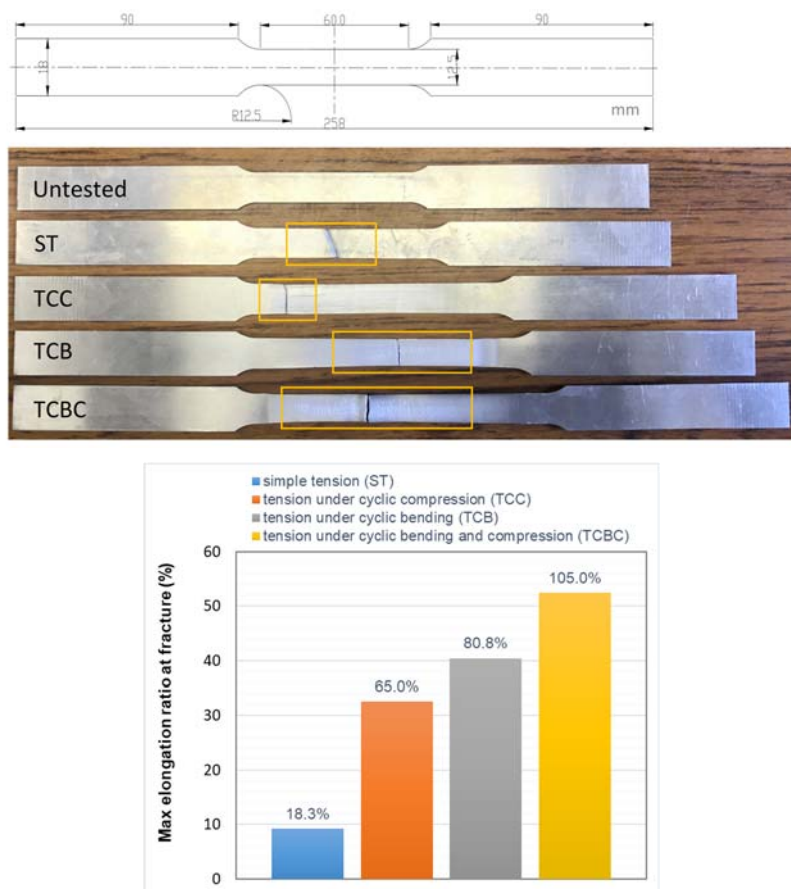 90
60.0
90
18
12.5
R12.5
258
mm
Untested
ST
TCC
TCB
TCBC
simple tension (ST)
tension under cyclic compression (TCC)
tension under cyclic bending (TCB)
tension under cyclic bending and compression (TCBC)
Max elongation ratio at fracture (%)
60
50
40
30
20
10
0
18.3%
65.0%
80.8%
105.0%